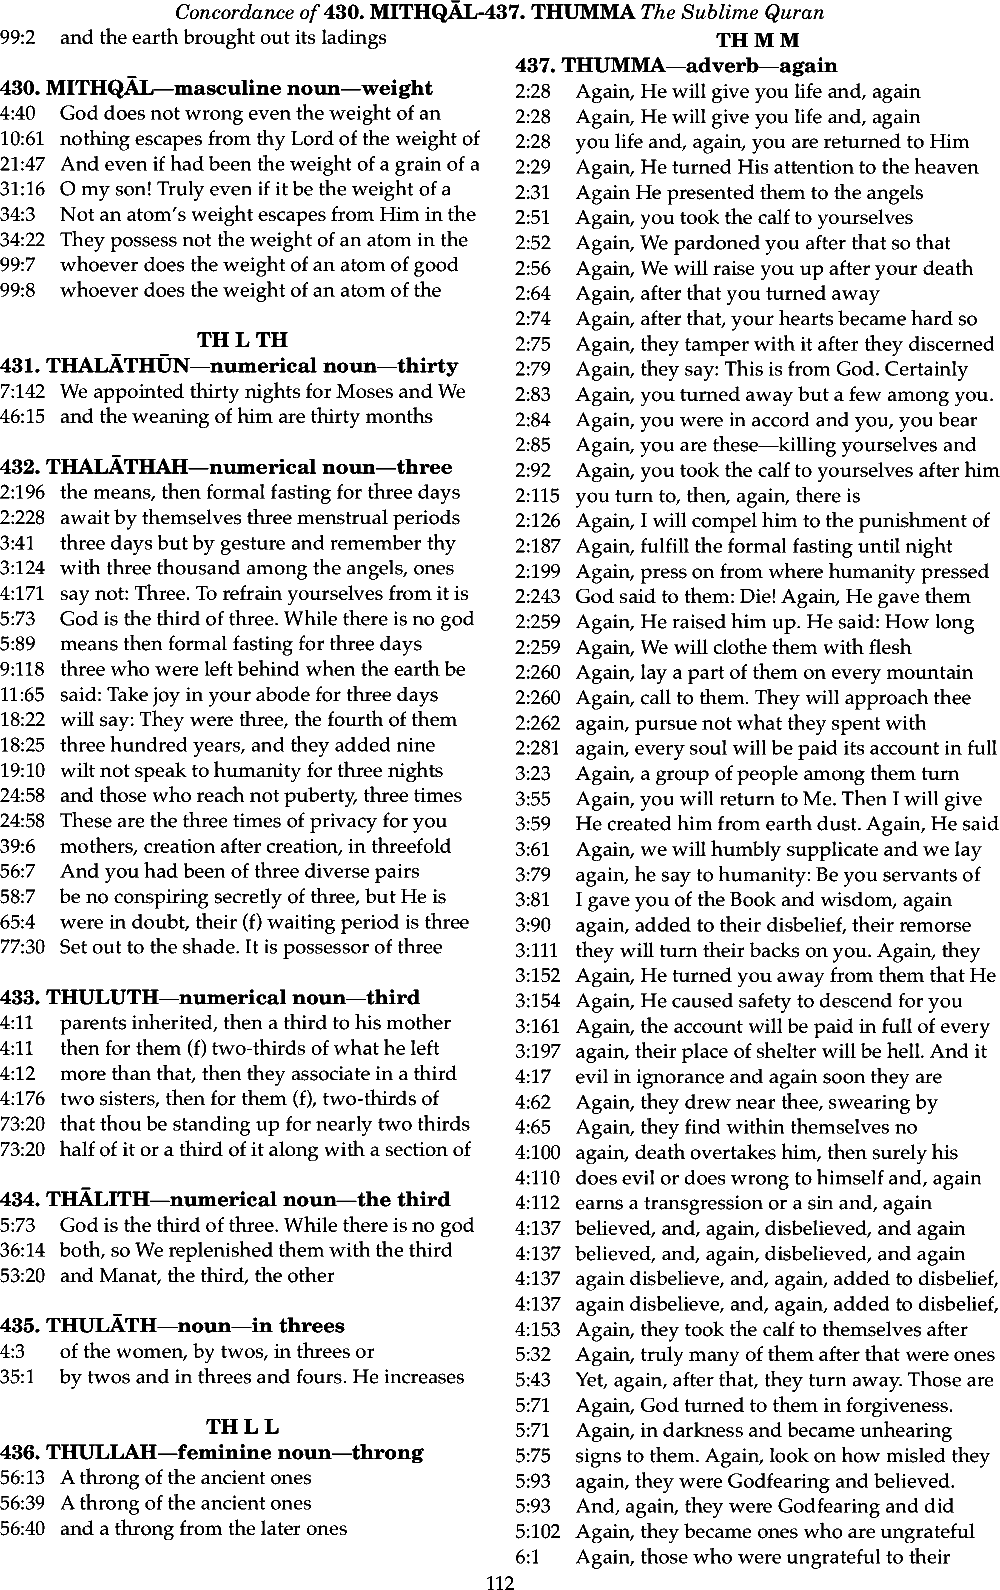 Concordance of 430. MITHQĀL-437. THUMMA The Sublime Quran
99:2 and the earth brought out its ladings

430. MITHQĀL—masculine noun—weight
4:40 God does not wrong even the weight of an
10:61 nothing escapes from thy Lord of the weight of
21:47 And even if had been the weight of a grain of a
31:16 O my son! Truly even if it be the weight of a
34:3 Not an atom’s weight escapes from Him in the
34:22 They possess not the weight of an atom in the
99:7 whoever does the weight of an atom of good
99:8 whoever does the weight of an atom of the

TH L TH
431. THALĀTHŪN—numerical noun—thirty
7:142 We appointed thirty nights for Moses and We
46:15 and the weaning of him are thirty months

432. THALĀTHAH—numerical noun—three
2:196 the means, then formal fasting for three days
2:228 await by themselves three menstrual periods
3:41 three days but by gesture and remember thy
3:124 with three thousand among the angels, ones
4:171 say not: Three. To refrain yourselves from it is
5:73 God is the third of three. While there is no god
5:89 means then formal fasting for three days
9:118 three who were left behind when the earth be
11:65 said: Take joy in your abode for three days
18:22 will say: They were three, the fourth of them
18:25 three hundred years, and they added nine
19:10 wilt not speak to humanity for three nights
24:58 and those who reach not puberty, three times
24:58 These are the three times of privacy for you
39:6 mothers, creation after creation, in threefold
56:7 And you had been of three diverse pairs
58:7 be no conspiring secretly of three, but He is
65:4 were in doubt, their (f) waiting period is three
77:30 Set out to the shade. It is possessor of three

433. THULUTH—numerical noun—third
4:11 parents inherited, then a third to his mother
4:11 then for them (f) two-thirds of what he left
4:12 more than that, then they associate in a third
4:176 two sisters, then for them (f), two-thirds of
73:20 that thou be standing up for nearly two thirds
73:20 half of it or a third of it along with a section of

434. THĀLITH—numerical noun—the third
5:73 God is the third of three. While there is no god
36:14 both, so We replenished them with the third
53:20 and Manat, the third, the other

435. THULĀTH—noun—in threes
4:3 of the women, by twos, in threes or
35:1 by twos and in threes and fours. He increases

TH L L
436. THULLAH—feminine noun—throng
56:13 A throng of the ancient ones
56:39 A throng of the ancient ones
56:40 and a throng from the later ones

TH M M
437. THUMMA—adverb—again
2:28 Again, He will give you life and, again
2:28 Again, He will give you life and, again
2:28 you life and, again, you are returned to Him
2:29 Again, He turned His attention to the heaven
2:31 Again He presented them to the angels
2:51 Again, you took the calf to yourselves
2:52 Again, We pardoned you after that so that
2:56 Again, We will raise you up after your death
2:64 Again, after that you turned away
2:74 Again, after that, your hearts became hard so
2:75 Again, they tamper with it after they discerned
2:79 Again, they say: This is from God. Certainly
2:83 Again, you turned away but a few among you.
2:84 Again, you were in accord and you, you bear
2:85 Again, you are these—killing yourselves and
2:92 Again, you took the calf to yourselves after him
2:115 you turn to, then, again, there is
2:126 Again, I will compel him to the punishment of
2:187 Again, fulfill the formal fasting until night
2:199 Again, press on from where humanity pressed
2:243 God said to them: Die! Again, He gave them
2:259 Again, He raised him up. He said: How long
2:259 Again, We will clothe them with flesh
2:260 Again, lay a part of them on every mountain
2:260 Again, call to them. They will approach thee
2:262 again, pursue not what they spent with
2:281 again, every soul will be paid its account in full
3:23 Again, a group of people among them turn
3:55 Again, you will return to Me. Then I will give
3:59 He created him from earth dust. Again, He said
3:61 Again, we will humbly supplicate and we lay
3:79 again, he say to humanity: Be you servants of
3:81 I gave you of the Book and wisdom, again
3:90 again, added to their disbelief, their remorse
3:111 they will turn their backs on you. Again, they
3:152 Again, He turned you away from them that He
3:154 Again, He caused safety to descend for you
3:161 Again, the account will be paid in full of every
3:197 again, their place of shelter will be hell. And it
4:17 evil in ignorance and again soon they are
4:62 Again, they drew near thee, swearing by
4:65 Again, they find within themselves no
4:100 again, death overtakes him, then surely his
4:110 does evil or does wrong to himself and, again
4:112 earns a transgression or a sin and, again
4:137 believed, and, again, disbelieved, and again
4:137 believed, and, again, disbelieved, and again
4:137 again disbelieve, and, again, added to disbelief,
4:137 again disbelieve, and, again, added to disbelief,
4:153 Again, they took the calf to themselves after
5:32 Again, truly many of them after that were ones
5:43 Yet, again, after that, they turn away. Those are
5:71 Again, God turned to them in forgiveness.
5:71 Again, in darkness and became unhearing
5:75 signs to them. Again, look on how misled they
5:93 again, they were Godfearing and believed.
5:93 And, again, they were Godfearing and did
5:102 Again, they became ones who are ungrateful
6:1 Again, those who were ungrateful to their
112